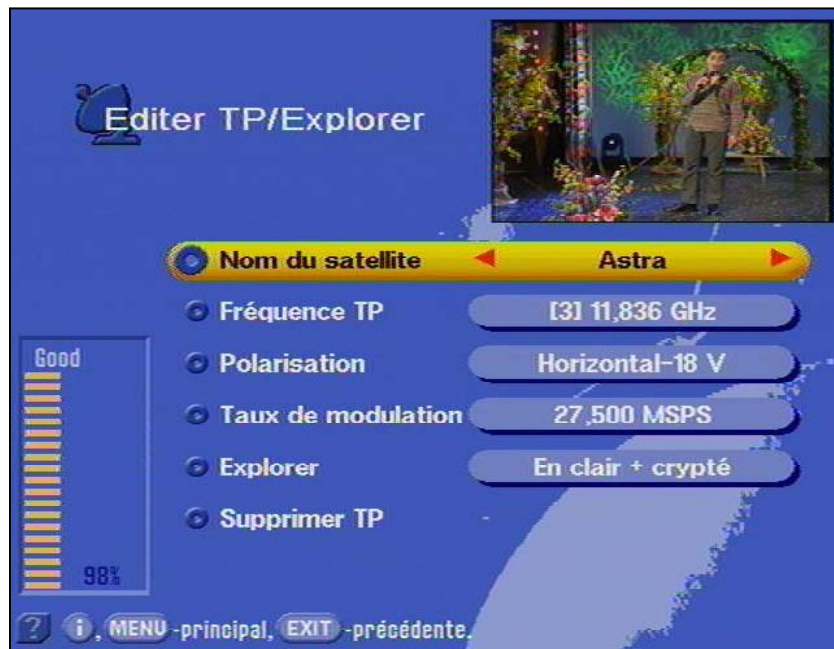 Editer TP/Explorer
Nom du satellite Astra
Fréquence TP [3] 11,836 GHz
Polarisation Horizontal-18 V
Taux de modulation 27,500 MSPS
Explorer En clair + crypté
Supprimer TP
Good
98%
? i, MENU-principal, EXIT-précédente.